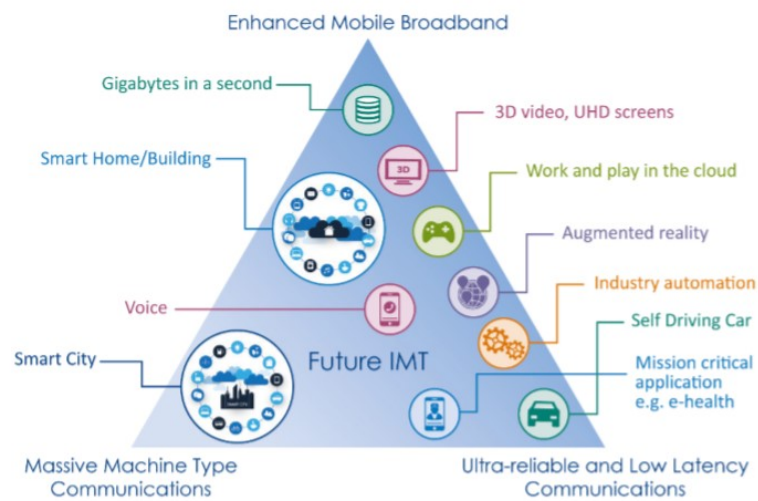 Enhanced Mobile Broadband
Gigabytes in a second
3D video, UHD screens
3D
Smart Home/Building
Work and play in the cloud
Augmented reality
Industry automation
Voice
Self Driving Car
Smart City
Future IMT
Mission critical
application
e.g. e-health
Massive Machine Type
Communications
Ultra-reliable and Low Latency
Communications